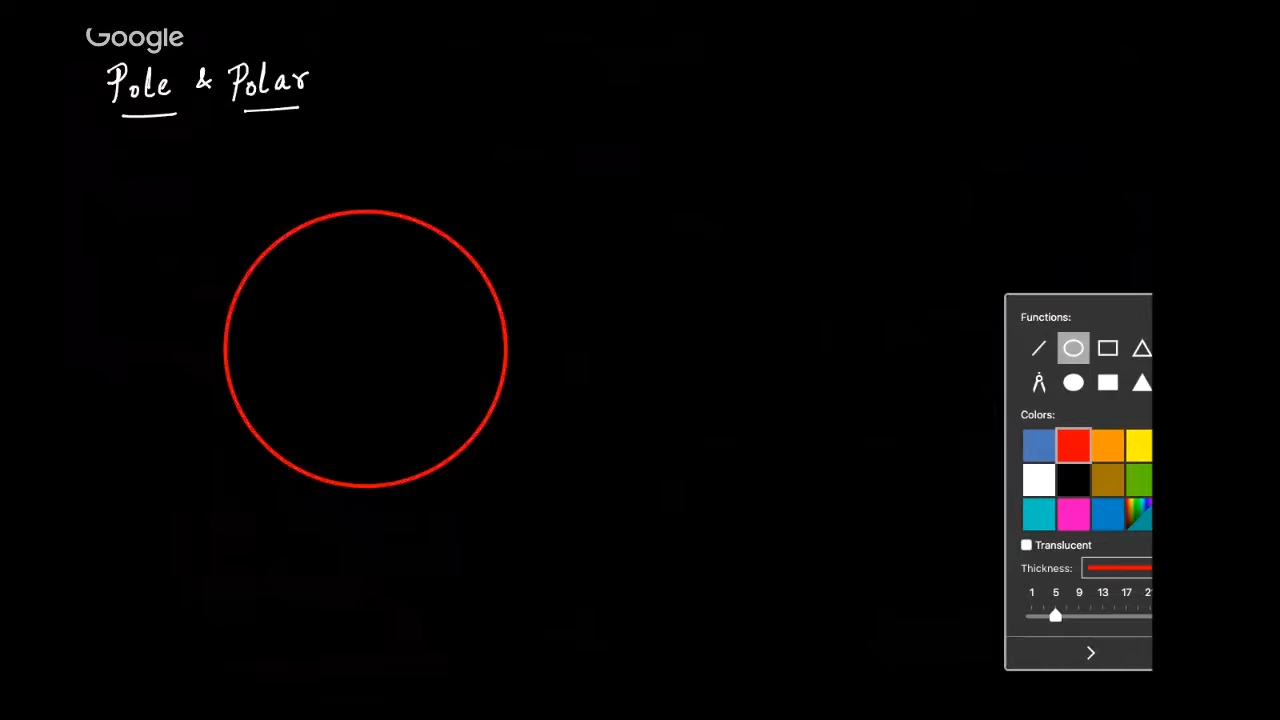 Google
Pole & Polar
Functions:
Colors:
Translucent
Thickness:
1 5 9 13 17